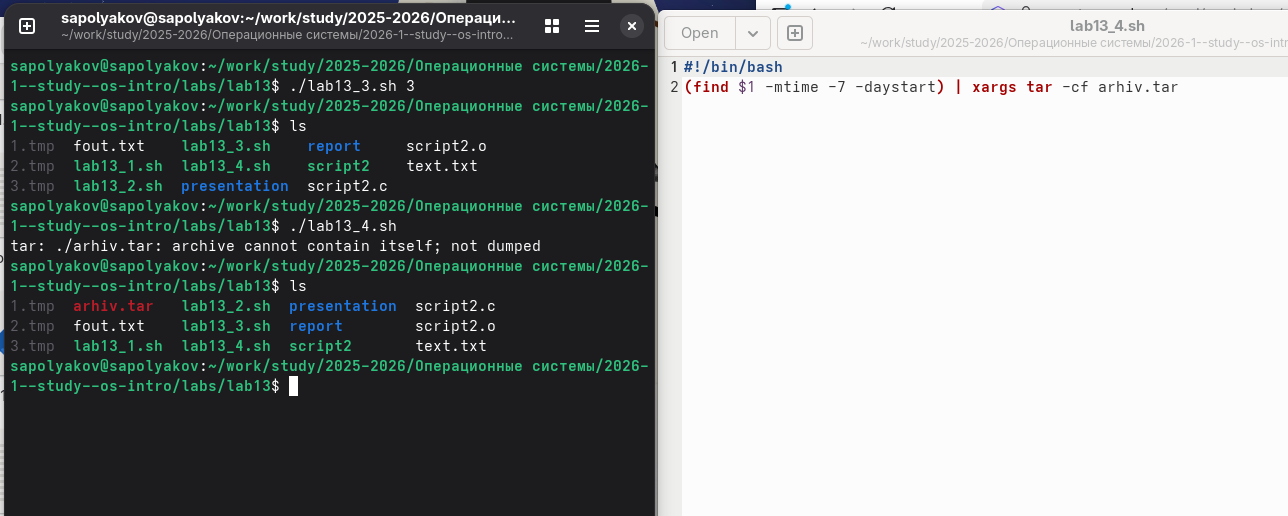 sapolyakov@sapolyakov:~/work/study/2025-2026/Операци...
~/work/study/2025-2026/Операционные системы/2026-1--study--os-intro...
sapolyakov@sapolyakov:~/work/study/2025-2026/Операционные системы/2026-
1--study--os-intro/labs/lab13$ ./lab13_3.sh 3
sapolyakov@sapolyakov:~/work/study/2025-2026/Операционные системы/2026-
1--study--os-intro/labs/lab13$ ls
1.tmp fout.txt lab13_3.sh report script2.o
2.tmp lab13_1.sh lab13_4.sh script2 text.txt
3.tmp lab13_2.sh presentation script2.c
sapolyakov@sapolyakov:~/work/study/2025-2026/Операционные системы/2026-
1--study--os-intro/labs/lab13$ ./lab13_4.sh
tar: ./arhiv.tar: archive cannot contain itself; not dumped
sapolyakov@sapolyakov:~/work/study/2025-2026/Операционные системы/2026-
1--study--os-intro/labs/lab13$ ls
1.tmp arhiv.tar lab13_2.sh presentation script2.c
2.tmp fout.txt lab13_3.sh report script2.o
3.tmp lab13_1.sh lab13_4.sh script2 text.txt
sapolyakov@sapolyakov:~/work/study/2025-2026/Операционные системы/2026-
1--study--os-intro/labs/lab13$
Open
lab13_4.sh
~/work/study/2025-2026/Операционные системы/2026-1--study--os-intr
1 #!/bin/bash
2 (find $1 -mtime -7 -daystart) | xargs tar -cf arhiv.tar